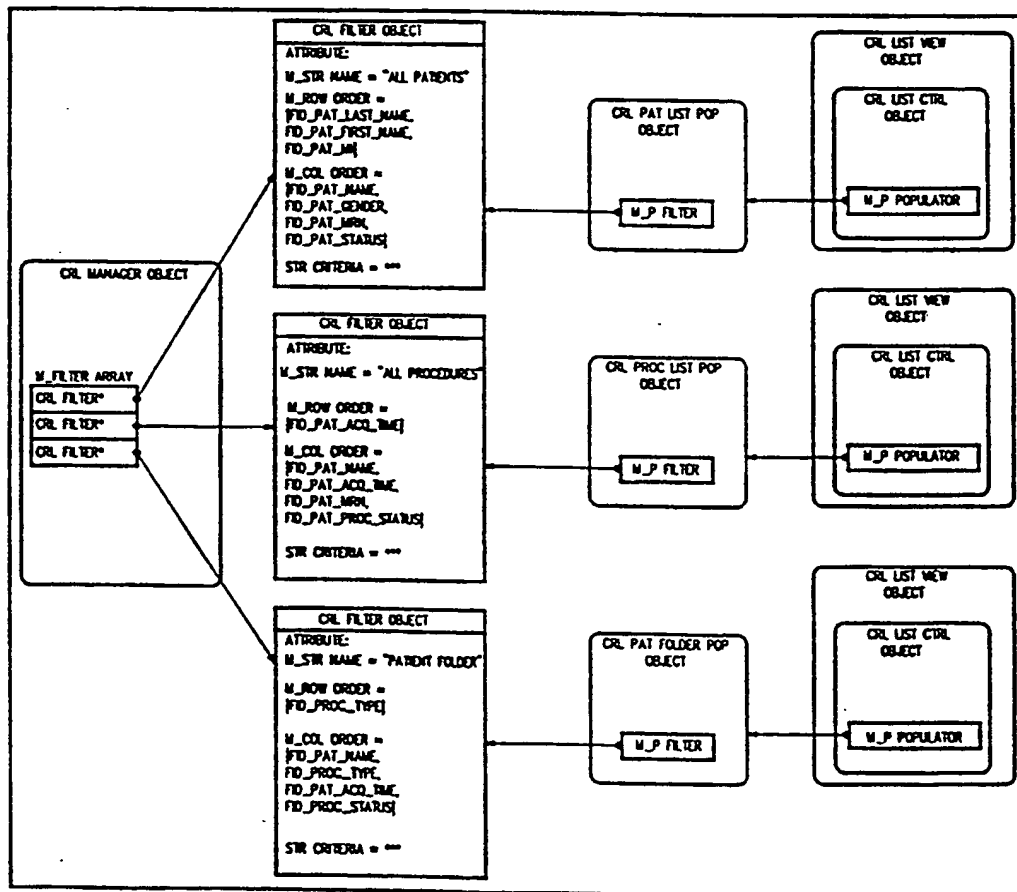 CRL FILTER OBJECT
ATTRIBUTE:
M_STR NAME = "ALL PATIENTS"
M_ROW ORDER =
[FID_PAT_LAST_NAME,
FID_PAT_FIRST_NAME,
FID_PAT_MI]
M_COL ORDER =
[FID_PAT_NAME,
FID_PAT_GENDER,
FID_PAT_MRN,
FID_PAT_STATUS]
STR CRITERIA = ""
CRL PAT LIST POP
OBJECT
M_P FILTER
CRL LIST VIEW
OBJECT
CRL LIST CTRL
OBJECT
M_P POPULATOR
CRL MANAGER OBJECT
M_FILTER ARRAY
CRL FILTER*
CRL FILTER*
CRL FILTER*
CRL FILTER OBJECT
ATTRIBUTE:
M_STR NAME = "ALL PROCEDURES"
M_ROW ORDER =
[FID_PAT_ACQ_TIME]
M_COL ORDER =
[FID_PAT_NAME,
FID_PAT_ACQ_TIME,
FID_PAT_MRN,
FID_PAT_PROC_STATUS]
STR CRITERIA = ""
CRL PROC LIST POP
OBJECT
M_P FILTER
CRL LIST VIEW
OBJECT
CRL LIST CTRL
OBJECT
M_P POPULATOR
CRL FILTER OBJECT
ATTRIBUTE:
M_STR NAME = "PATIENT FOLDER"
M_ROW ORDER =
[FID_PROC_TYPE]
M_COL ORDER =
[FID_PAT_NAME,
FID_PROC_TYPE,
FID_PAT_ACQ_TIME,
FID_PROC_STATUS]
STR CRITERIA = ""
CRL PAT FOLDER POP
OBJECT
M_P FILTER
CRL LIST VIEW
OBJECT
CRL LIST CTRL
OBJECT
M_P POPULATOR